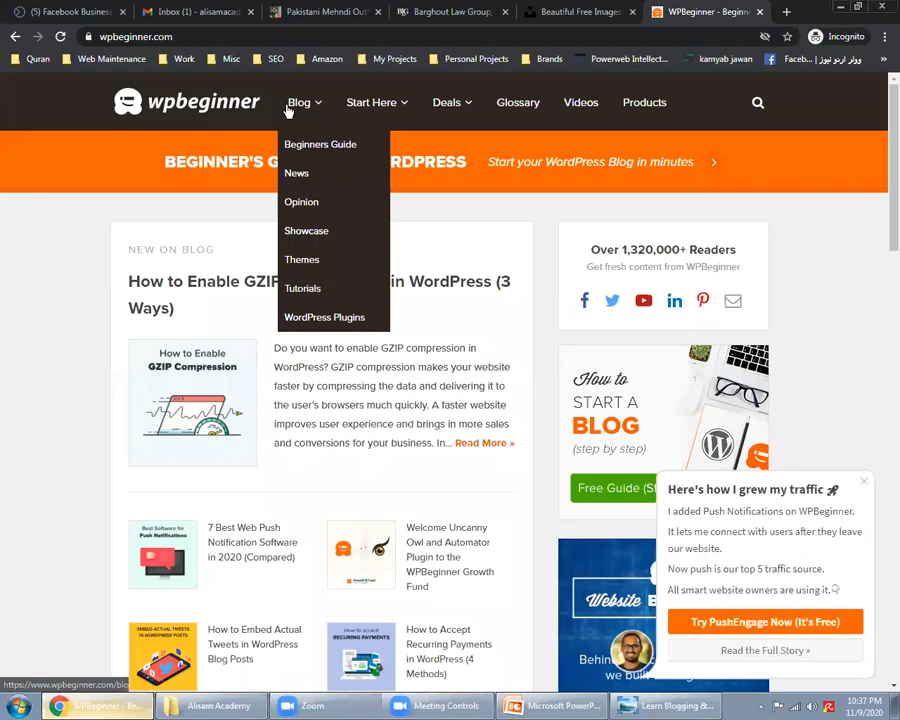 (5) Facebook Business
Inbox (1) - alisamacad
Pakistani Mehndi Out
Barghout Law Group,
Beautiful Free Images
WPBeginner - Beginn
wpbeginner.com
Incognito
Quran
Web Maintenance
Work
Misc
SEO
Amazon
My Projects
Personal Projects
Brands
Powerweb Intellect...
kamyab jawan
Faceb...
وولر اردو نیوز |
wpbeginner
Blog
Start Here
Deals
Glossary
Videos
Products
Beginners Guide
News
Opinion
Showcase
Themes
Tutorials
WordPress Plugins
BEGINNER'S G
RDPRESS
Start your WordPress Blog in minutes
NEW ON BLOG
How to Enable GZIP
in WordPress (3
Ways)
How to Enable
GZIP Compression
Do you want to enable GZIP compression in
WordPress? GZIP compression makes your website
faster by compressing the data and delivering it to
the user's browsers much quickly. A faster website
improves user experience and brings in more sales
and conversions for your business. In... Read More »
Best Software for
Push Notifications
7 Best Web Push
Notification Software
in 2020 (Compared)
Welcome Uncanny
Owl and Automator
Plugin to the
WPBeginner Growth
Fund
EMBED ACTUAL
TWEETS IN WORDPRESS
POSTS
How to Embed Actual
Tweets in WordPress
Blog Posts
How to accept
RECURRING
PAYMENTS
How to Accept
Recurring Payments
in WordPress (4
Methods)
Over 1,320,000+ Readers
Get fresh content from WPBeginner
How to
START A
BLOG
(step by step)
Free Guide (St
Website
Behin
we bu
Here's how I grew my traffic 🚀
I added Push Notifications on WPBeginner.
It lets me connect with users after they leave
our website.
Now push is our top 5 traffic source.
All smart website owners are using it.👇
Try PushEngage Now (It's Free)
Read the Full Story »
https://www.wpbeginner.com/blo
WPBeginner - Be...
Alisam Academy
Zoom
Meeting Controls
Microsoft PowerP...
Learn Blogging &...
10:37 PM
11/9/2020